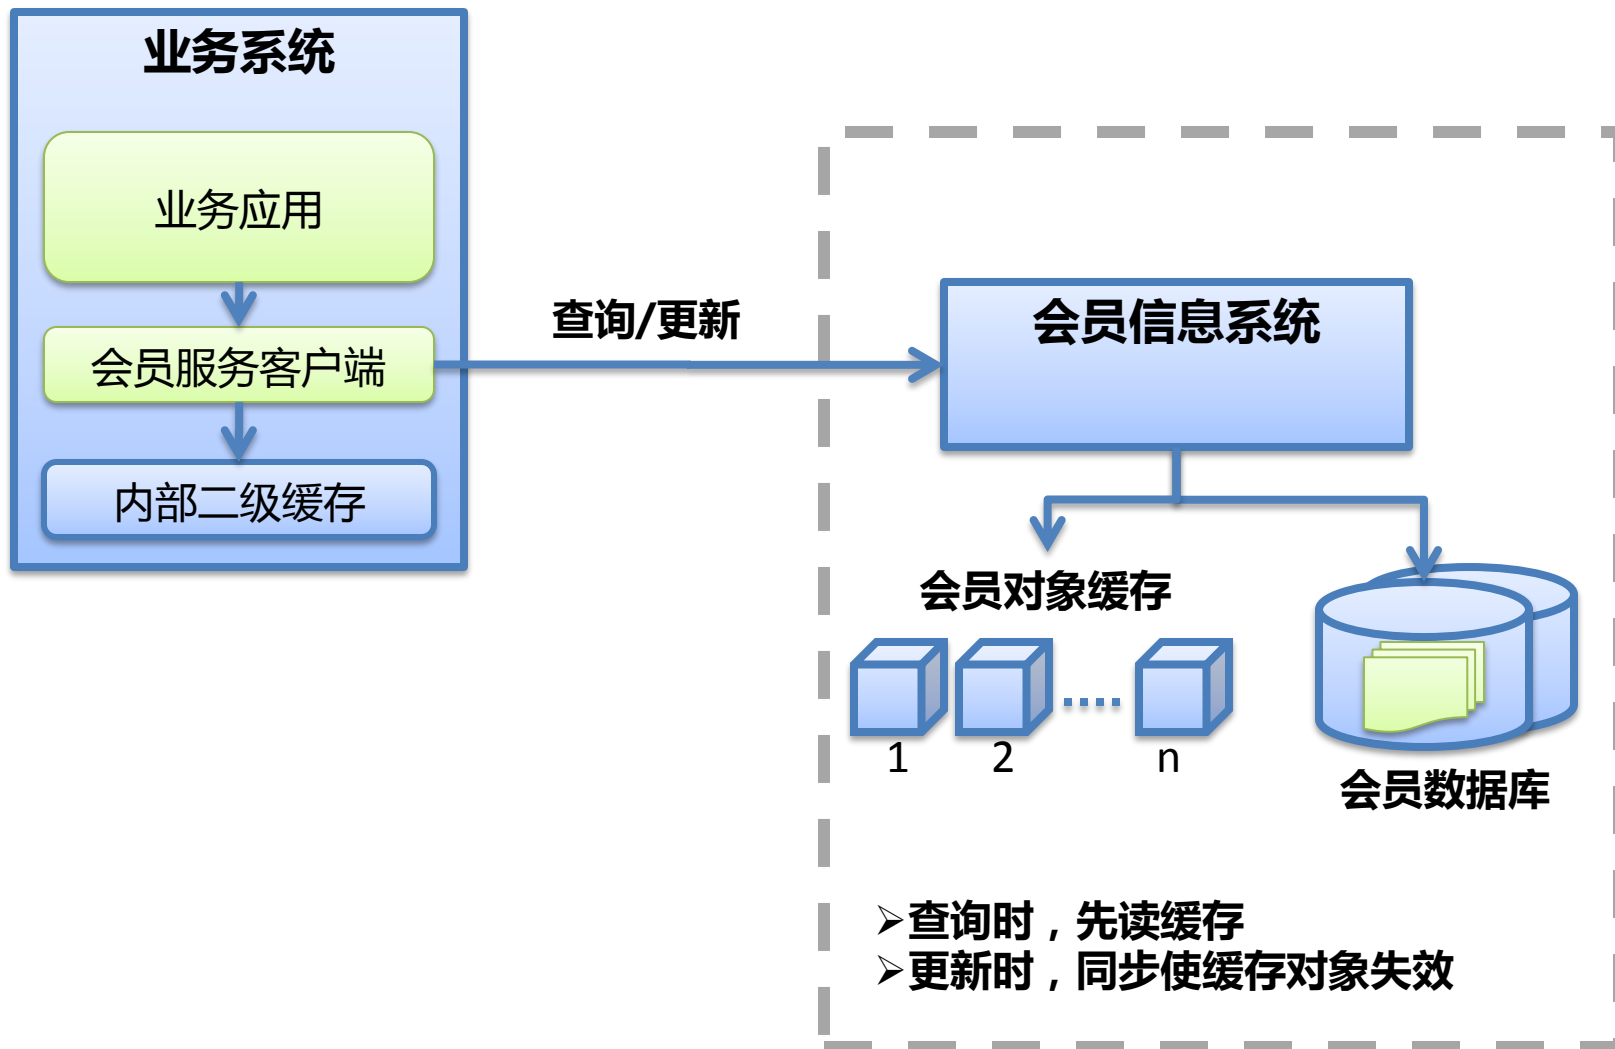 业务系统
业务应用
会员服务客户端
内部二级缓存
查询/更新
会员信息系统
会员对象缓存
1
2
n
会员数据库
➢查询时，先读缓存
➢更新时，同步使缓存对象失效